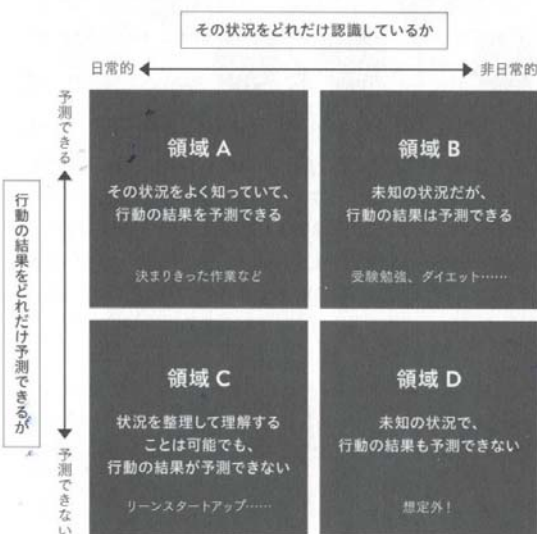 その状況をどれだけ認識しているか
日常的
非日常的
予測できる
行動の結果をどれだけ予測できるか
予測できない
領域 A
その状況をよく知っていて、
行動の結果を予測できる
決まりきった作業など
領域 B
未知の状況だが、
行動の結果は予測できる
受験勉強、ダイエット……
領域 C
状況を整理して理解する
ことは可能でも、
行動の結果が予測できない
リーンスタートアップ……
領域 D
未知の状況で、
行動の結果も予測できない
想定外！